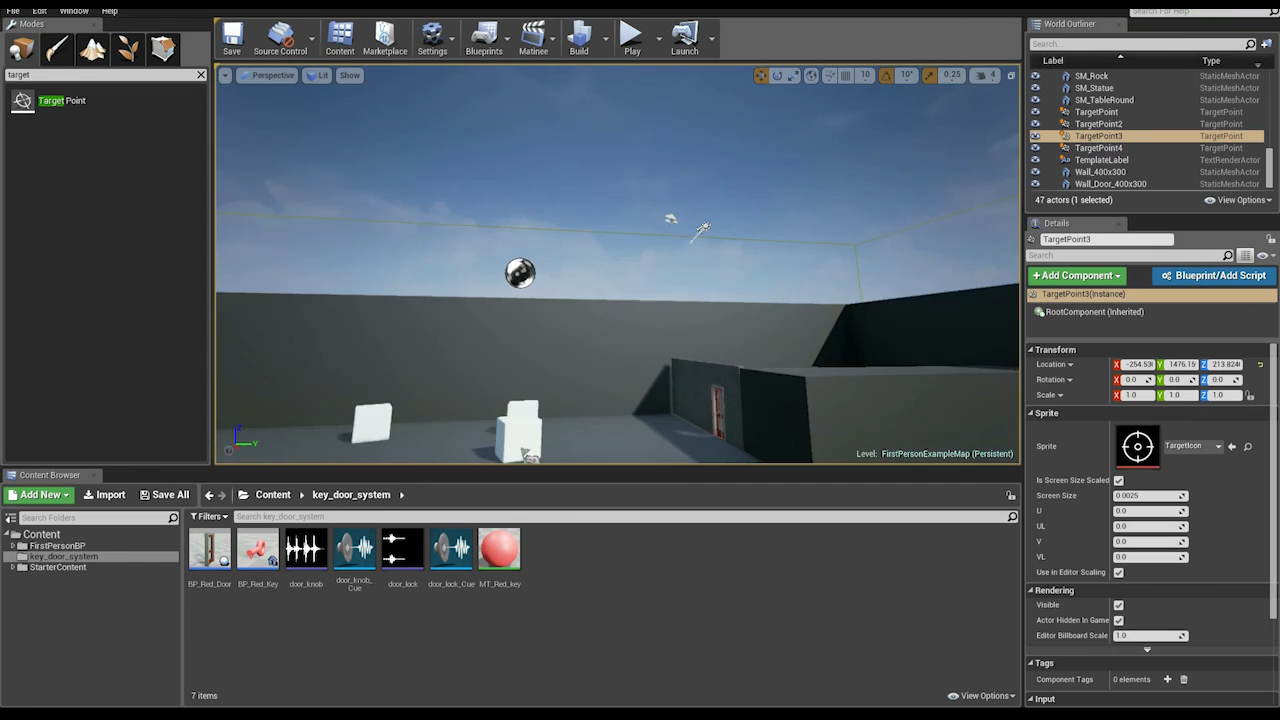 File Edit Window Help
Search For Help
Modes
target
Target Point
Save Source Control Content Marketplace Settings Blueprints Matinee Build Play Launch
Perspective Lit Show
10 10° 0.25 4
Level: FirstPersonExampleMap (Persistent)
World Outliner
Search...
Label Type
SM_Rock StaticMeshActor
SM_Statue StaticMeshActor
SM_TableRound StaticMeshActor
TargetPoint TargetPoint
TargetPoint2 TargetPoint
TargetPoint3 TargetPoint
TargetPoint4 TargetPoint
TemplateLabel TextRenderActor
Wall_400x300 StaticMeshActor
Wall_Door_400x300 StaticMeshActor
47 actors (1 selected) View Options
Details
TargetPoint3
Search
+Add Component Blueprint/Add Script
TargetPoint3(Instance)
RootComponent (Inherited)
Transform
Location X -254.53 Y 1476.1 Z 213.824
Rotation X 0.0 Y 0.0 Z 0.0
Scale X 1.0 Y 1.0 Z 1.0
Sprite
Sprite TargetIcon
Is Screen Size Scaled
Screen Size 0.0025
U 0.0
UL 0.0
V 0.0
VL 0.0
Use in Editor Scaling
Rendering
Visible
Actor Hidden In Game
Editor Billboard Scale 1.0
Tags
Component Tags 0 elements
Input
Content Browser
Add New Import Save All Content key_door_system
Search Folders
Filters Search key_door_system
Content
FirstPersonBP
key_door_system
StarterContent
BP_Red_Door BP_Red_Key door_knob door_knob_Cue door_lock door_lock_Cue MT_Red_key
7 items View Options